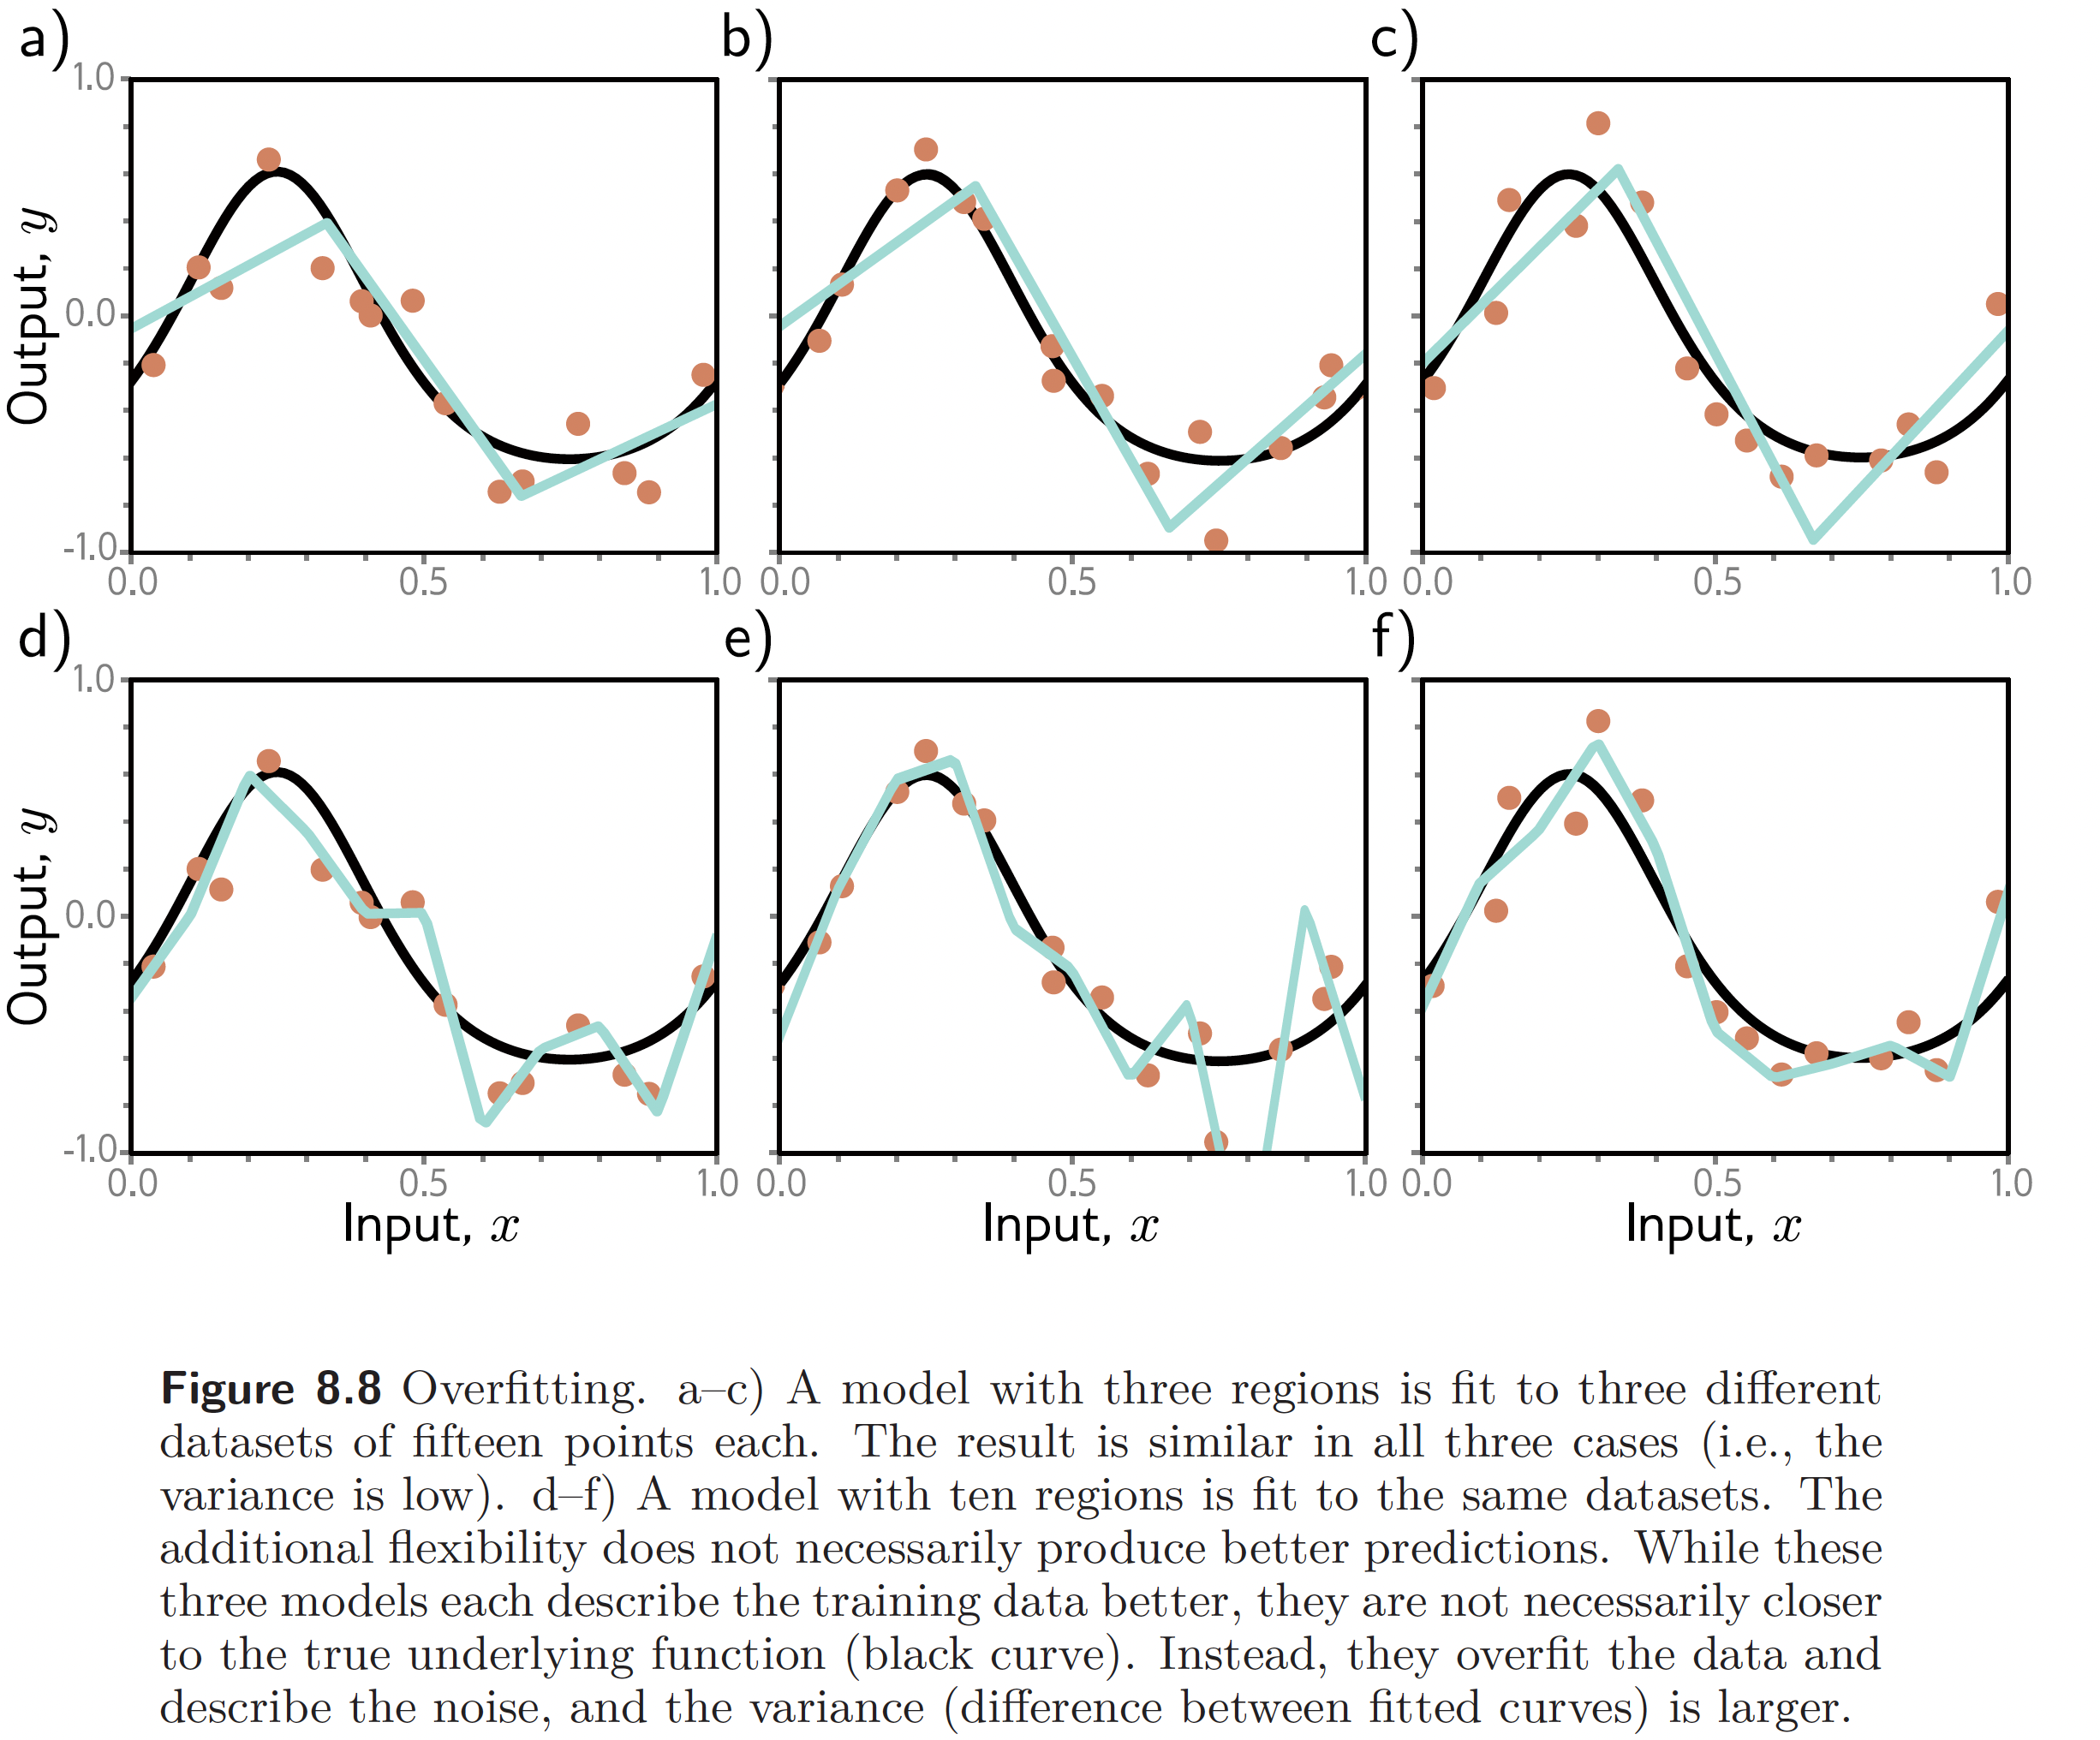 a) b) c)
1.0
Output, y
0.0
-1.0
0.0 0.5 1.0 0.0 0.5 1.0 0.0 0.5 1.0
d) e) f)
1.0
Output, y
0.0
-1.0
0.0 0.5 1.0 0.0 0.5 1.0 0.0 0.5 1.0
Input, x Input, x Input, x
Figure 8.8 Overfitting. a–c) A model with three regions is fit to three different
datasets of fifteen points each. The result is similar in all three cases (i.e., the
variance is low). d–f) A model with ten regions is fit to the same datasets. The
additional flexibility does not necessarily produce better predictions. While these
three models each describe the training data better, they are not necessarily closer
to the true underlying function (black curve). Instead, they overfit the data and
describe the noise, and the variance (difference between fitted curves) is larger.